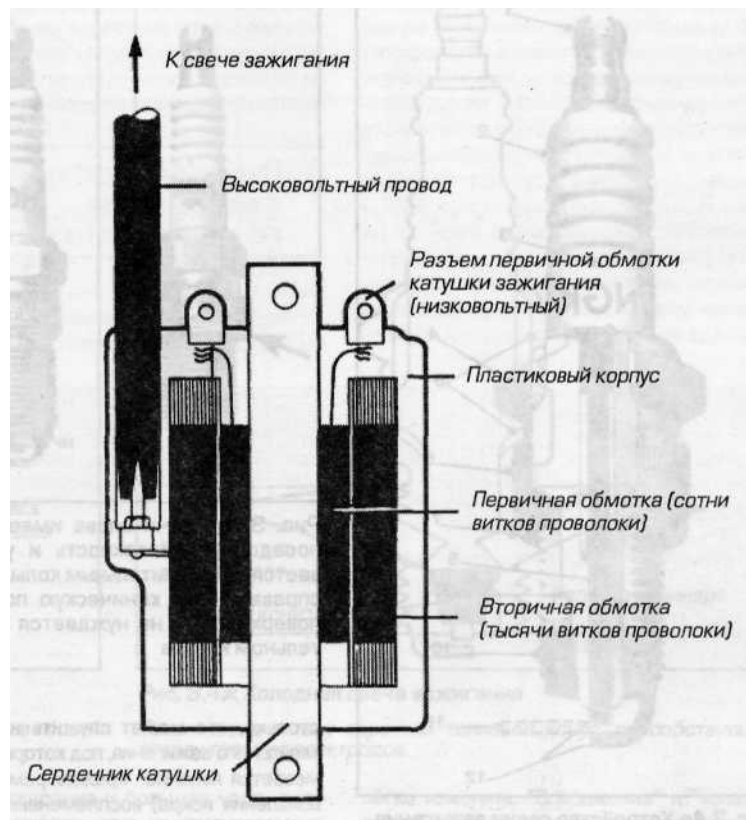 К свече зажигания
Высоковольтный провод
Разъем первичной обмотки
катушки зажигания
(низковольтный)
Пластиковый корпус
Первичная обмотка (сотни
витков проволоки)
Вторичная обмотка
(тысячи витков проволоки)
Сердечник катушки